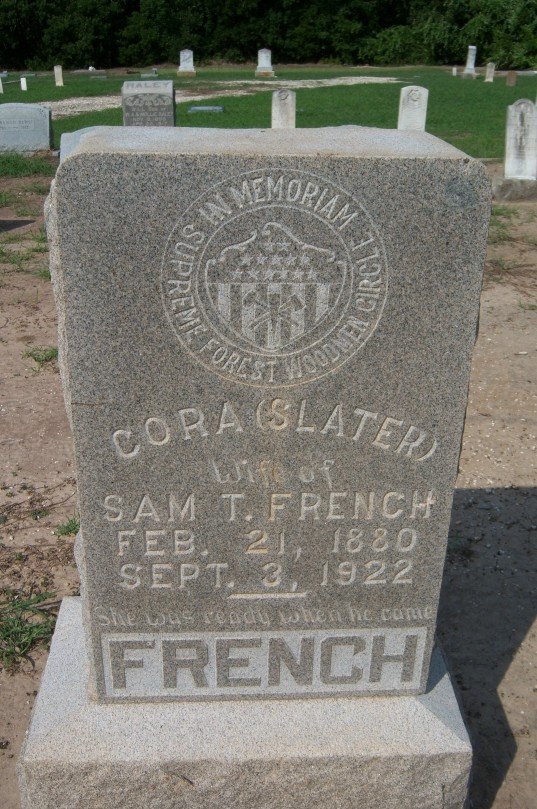 IN MEMORIAM
SUPREME FOREST WOODMEN CIRCLE
CORA (SLATER)
Wife of
SAM T. FRENCH
FEB. 21, 1880
SEPT. 3, 1922
She was ready when he came
FRENCH
HALEY